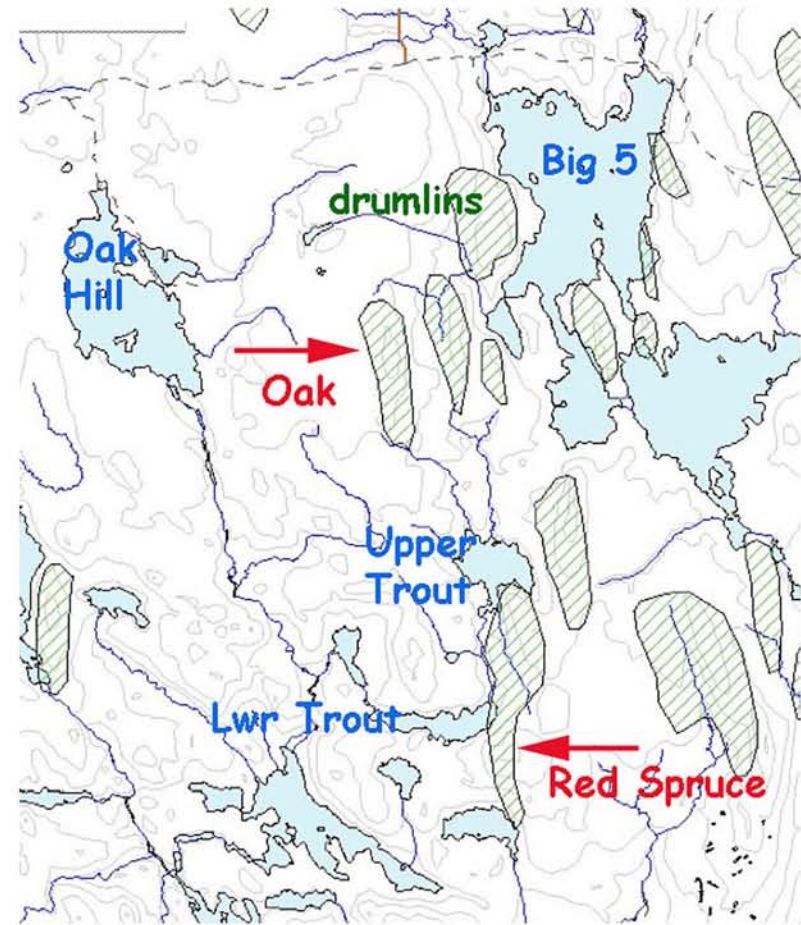 Big 5
drumlins
Oak
Hill
Oak
Upper
Trout
Lwr Trout
Red Spruce